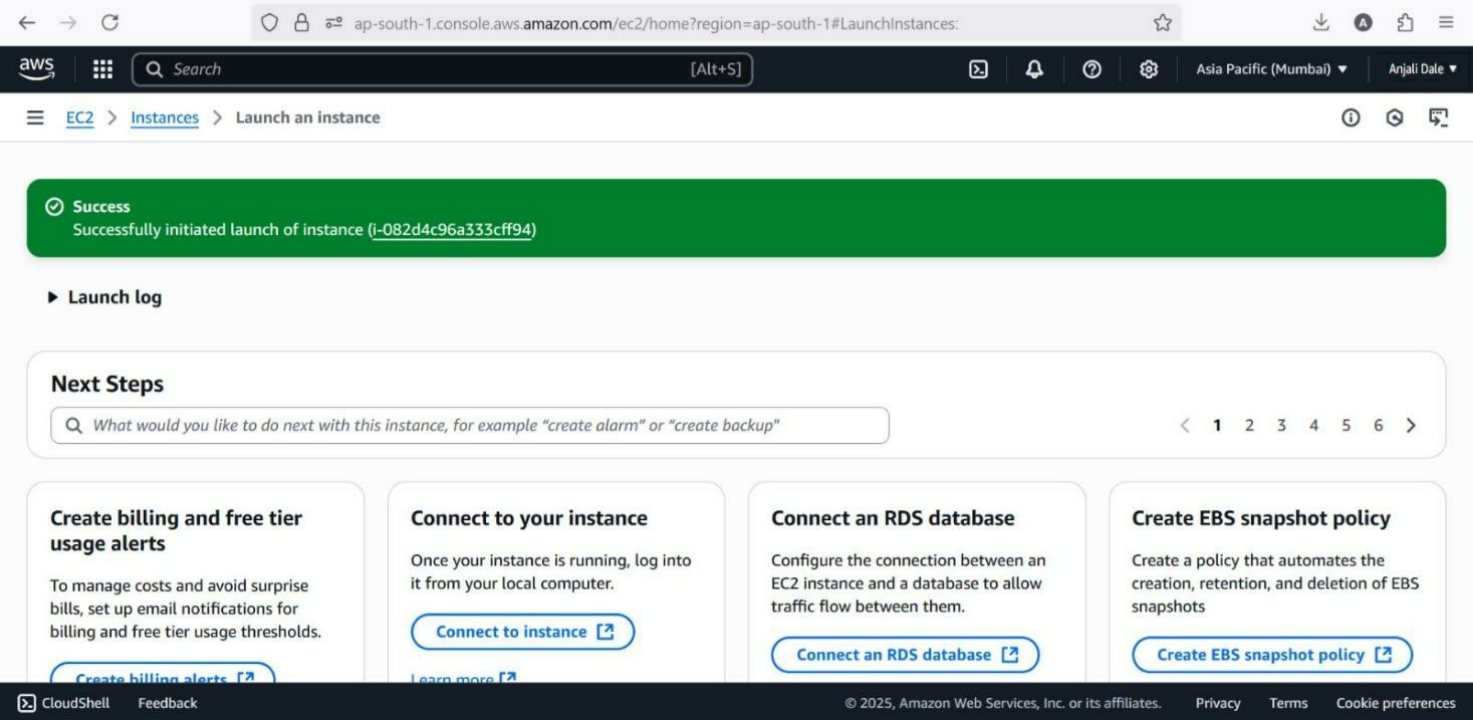 ap-south-1.console.aws.amazon.com/ec2/home?region=ap-south-1#LaunchInstances:
A
aws
Search
[Alt+S]
Asia Pacific (Mumbai)
Anjali Dale
EC2 > Instances > Launch an instance
Success
Successfully initiated launch of instance (i-082d4c96a333cff94)
Launch log
Next Steps
What would you like to do next with this instance, for example "create alarm" or "create backup"
1 2 3 4 5 6
Create billing and free tier
usage alerts
To manage costs and avoid surprise
bills, set up email notifications for
billing and free tier usage thresholds.
Create billing alerts
Connect to your instance
Once your instance is running, log into
it from your local computer.
Connect to instance
Learn more
Connect an RDS database
Configure the connection between an
EC2 instance and a database to allow
traffic flow between them.
Connect an RDS database
Create EBS snapshot policy
Create a policy that automates the
creation, retention, and deletion of EBS
snapshots
Create EBS snapshot policy
CloudShell
Feedback
© 2025, Amazon Web Services, Inc. or its affiliates.
Privacy
Terms
Cookie preferences